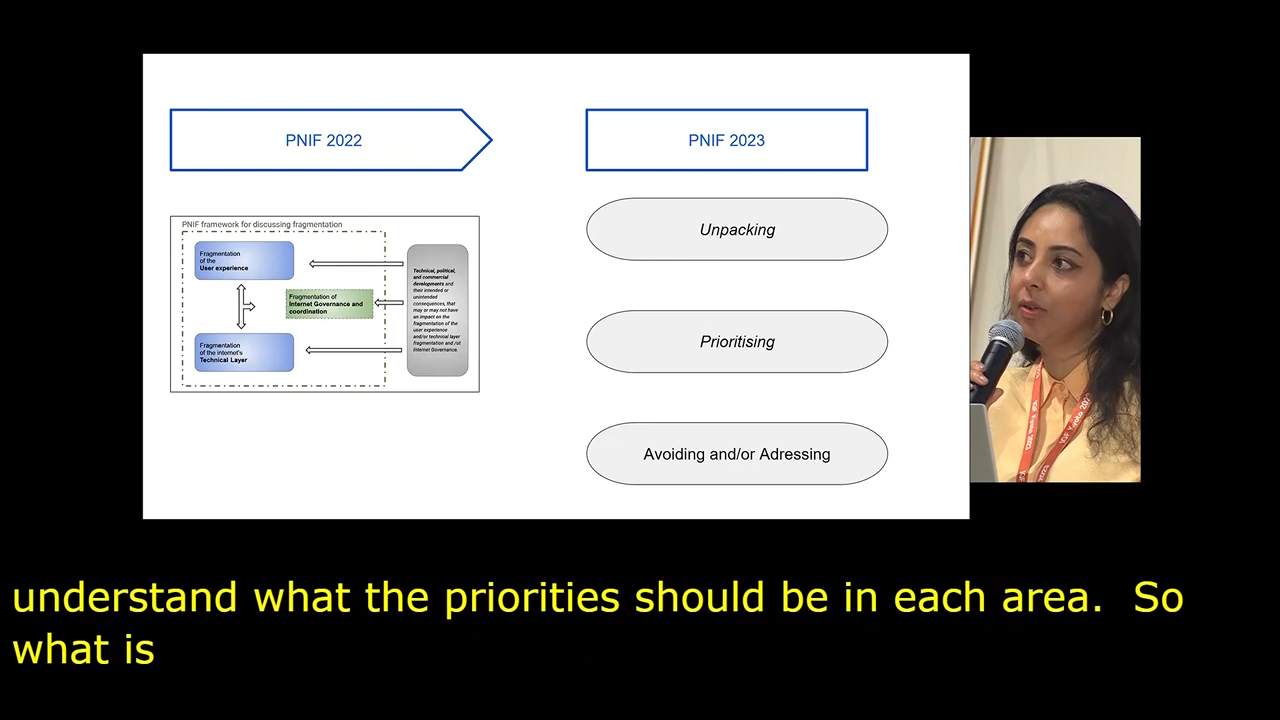 PNIF 2022
PNIF 2023
PNIF framework for discussing fragmentation
Fragmentation
of the
User experience
Fragmentation of
Internet Governance and
coordination
Fragmentation
of the internet's
Technical Layer
Technical, political,
and commercial
developments and
their intended or
unintended
consequences, that
may or may not have
an impact on the
fragmentation of the
user experience
and/or technical layer
fragmentation and /or
Internet Governance.
Unpacking
Prioritising
Avoiding and/or Adressing
understand what the priorities should be in each area.  So
what is